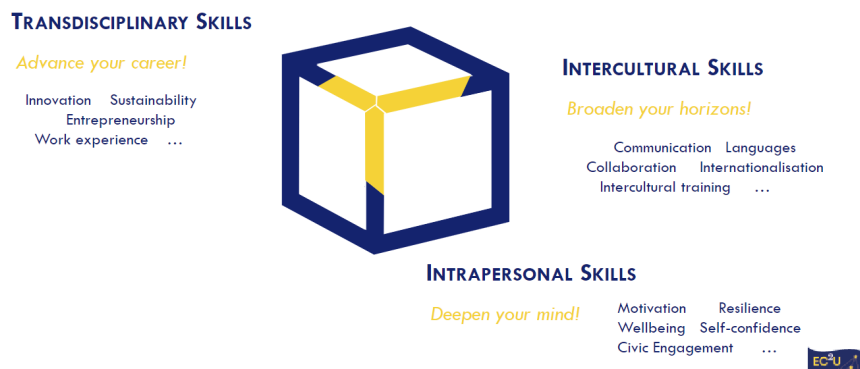 TRANSDISCIPLINARY SKILLS
Advance your career!
Innovation Sustainability
Entrepreneurship
Work experience ...
INTERCULTURAL SKILLS
Broaden your horizons!
Communication Languages
Collaboration Internationalisation
Intercultural training ...
INTRAPERSONAL SKILLS
Deepen your mind!
Motivation Resilience
Wellbeing Self-confidence
Civic Engagement ...
EC2U